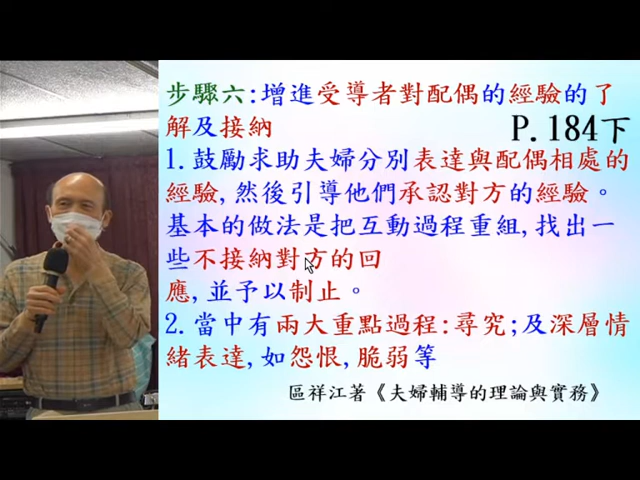 步驟六:增進受導者對配偶的經驗的了
解及接納
P.184下
1.鼓勵求助夫婦分別表達與配偶相處的
經驗,然後引導他們承認對方的經驗。
基本的做法是把互動過程重組,找出一
些不接納對方的回
應,並予以制止。
2.當中有兩大重點過程:尋究;及深層情
緒表達,如怨恨,脆弱等
區祥江著《夫婦輔導的理論與實務》